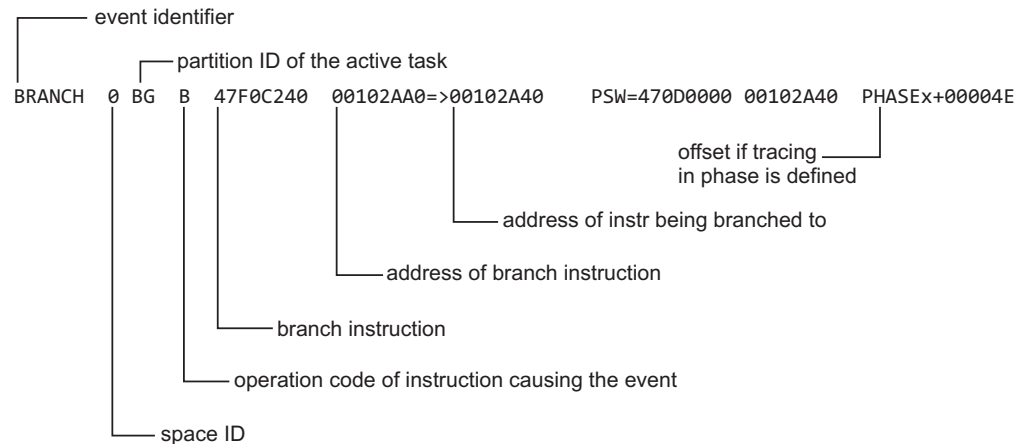 event identifier
partition ID of the active task
BRANCH 0 BG B 47F0C240 00102AA0=>00102A40 PSW=470D0000 00102A40 PHASEx+00004E
offset if tracing
in phase is defined
address of instr being branched to
address of branch instruction
branch instruction
operation code of instruction causing the event
space ID